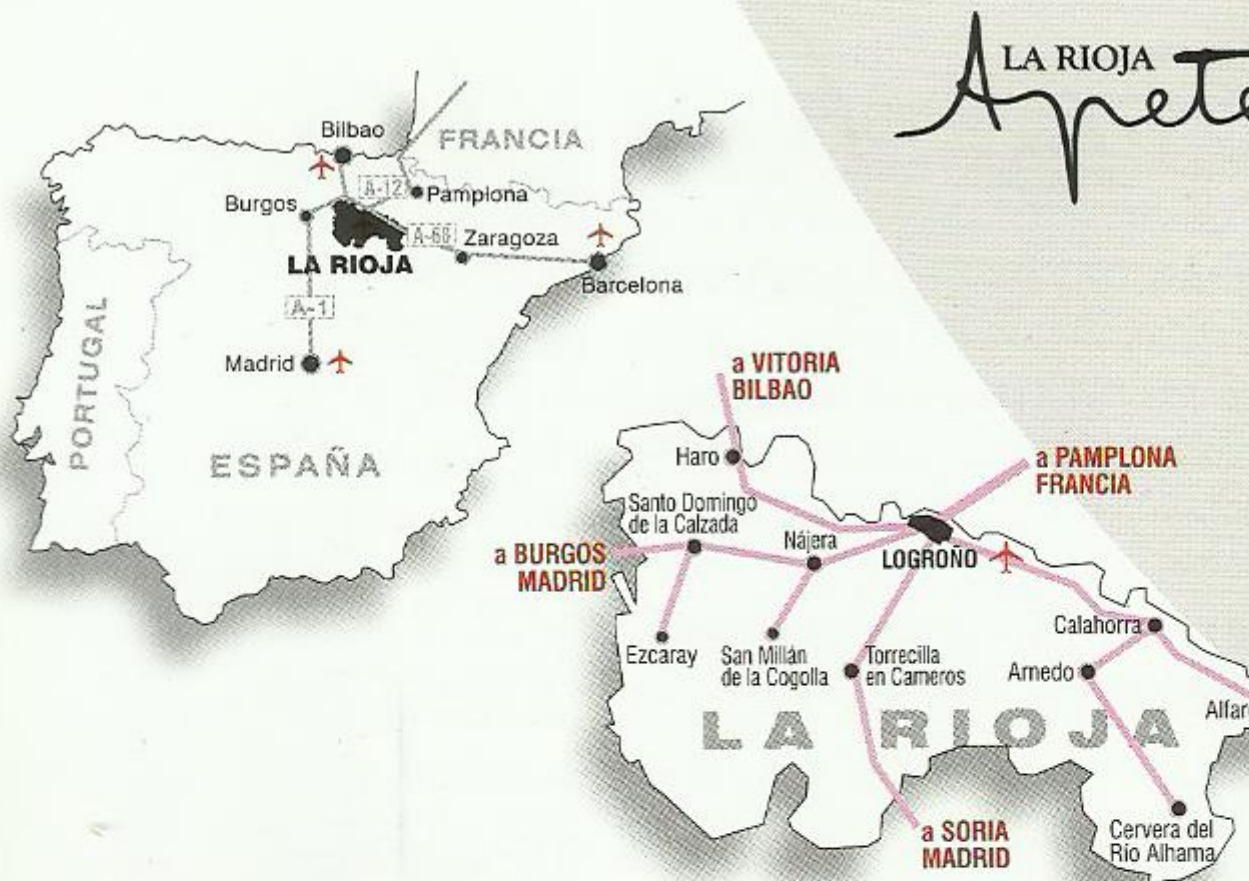 LA RIOJA
Bilbao
FRANCIA
A-12
Pamplona
Burgos
A-68
Zaragoza
LA RIOJA
Barcelona
A-1
Madrid
PORTUGAL
ESPAÑA
a VITORIA
BILBAO
Haro
a PAMPLONA
FRANCIA
Santo Domingo
de la Calzada
Nájera
LOGROÑO
a BURGOS
MADRID
Calahorra
Ezcaray
San Millán
de la Cogolla
Torrecilla
en Cameros
Arnedo
Alfar
LA RIOJA
a SORIA
MADRID
Cervera del
Río Alhama